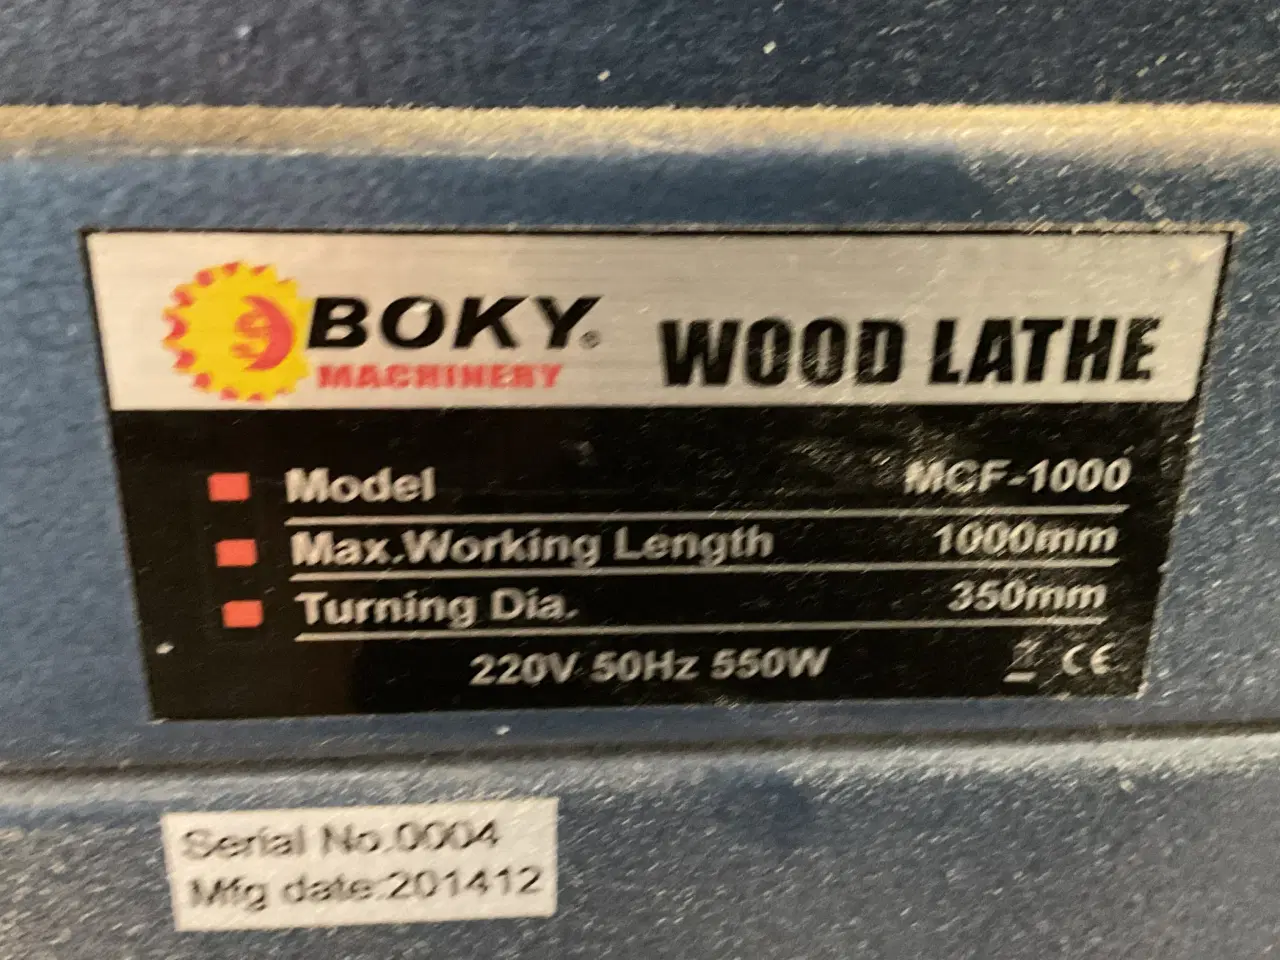 BOKY®
MACHINERY
WOOD LATHE
Model MCF-1000
Max.Working Length 1000mm
Turning Dia. 350mm
220V 50Hz 550W CE
Serial No.0004
Mfg date:201412